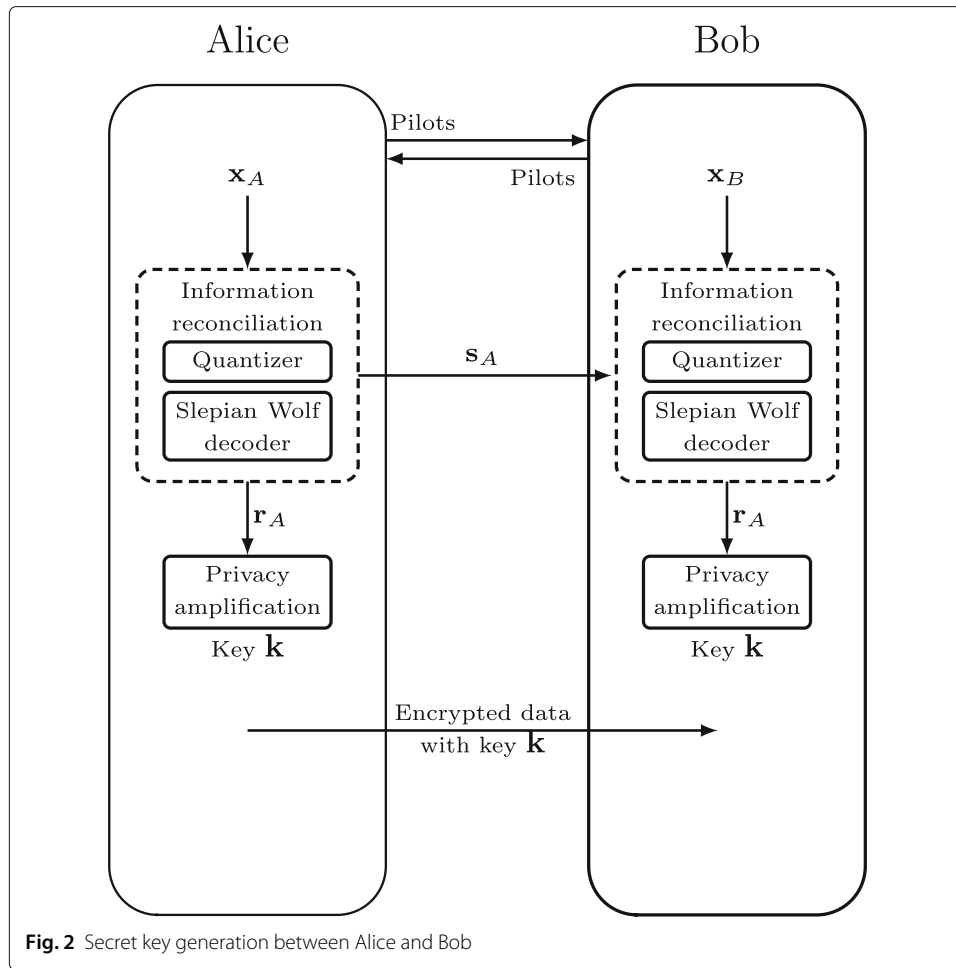 Alice
Bob
Pilots
Pilots
x_A
x_B
Information
reconciliation
Quantizer
Slepian Wolf
decoder
s_A
Information
reconciliation
Quantizer
Slepian Wolf
decoder
r_A
r_A
Privacy
amplification
Key k
Privacy
amplification
Key k
Encrypted data
with key k
Fig. 2 Secret key generation between Alice and Bob